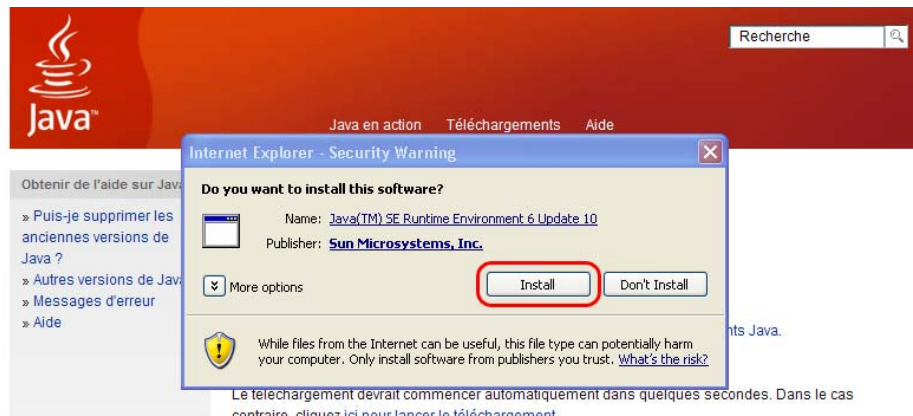 Recherche
Java™
Java en action Téléchargements Aide
Internet Explorer - Security Warning
Obtenir de l'aide sur Java
» Puis-je supprimer les
anciennes versions de
Java ?
» Autres versions de Java
» Messages d'erreur
» Aide
Do you want to install this software?
Name: Java(TM) SE Runtime Environment 6 Update 10
Publisher: Sun Microsystems, Inc.
More options
Install
Don't Install
While files from the Internet can be useful, this file type can potentially harm
your computer. Only install software from publishers you trust. What's the risk?
Java.
Le téléchargement devrait commencer automatiquement dans quelques secondes. Dans le cas
contraire, cliquez ici pour lancer le téléchargement.